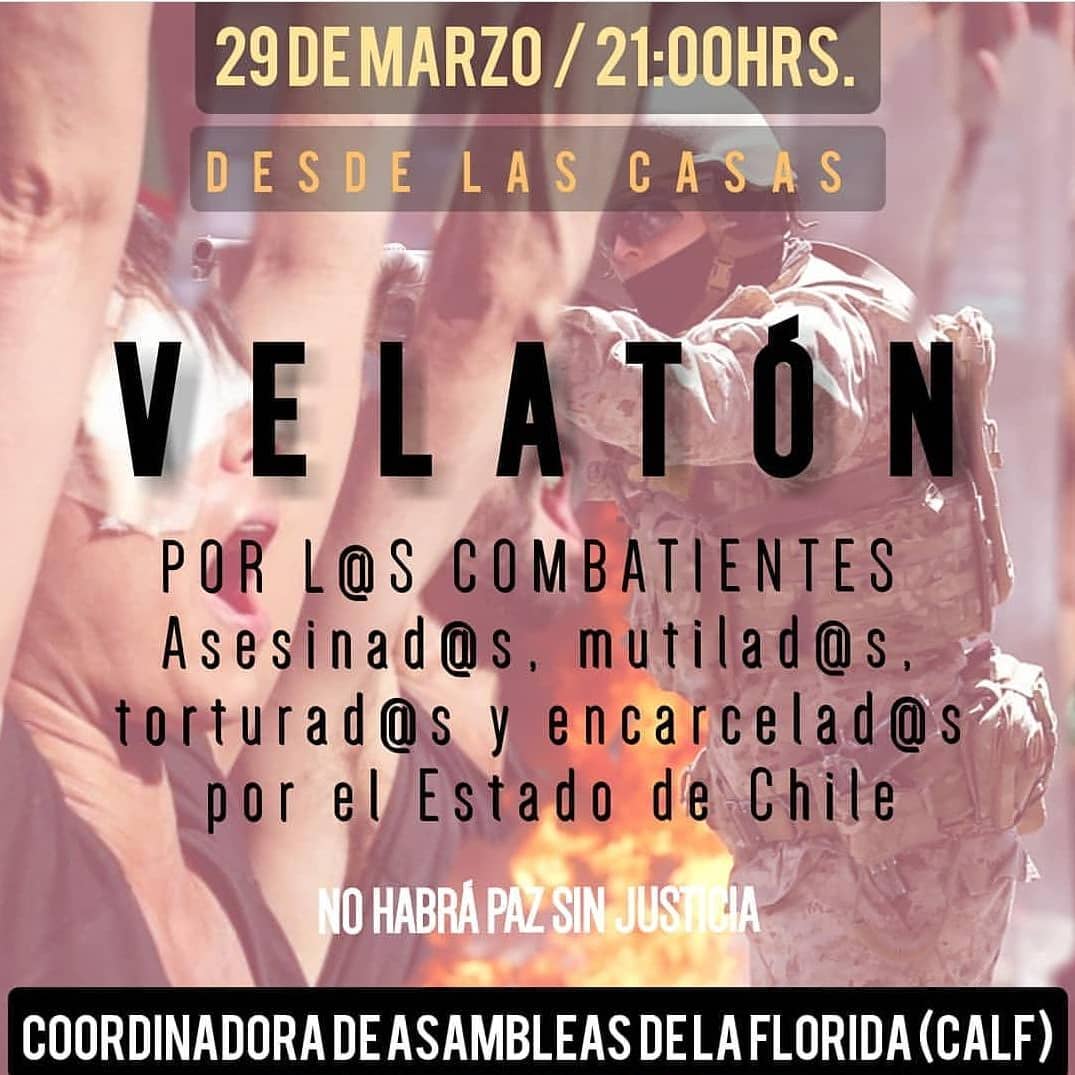 29 DE MARZO / 21:00HRS.
DESDE LAS CASAS
VELATÓN
POR L@S COMBATIENTES
Asesinad@s, mutilad@s,
torturad@s y encarcelad@s
por el Estado de Chile
NO HABRÁ PAZ SIN JUSTICIA
COORDINADORA DE ASAMBLEAS DE LA FLORIDA (CALF)